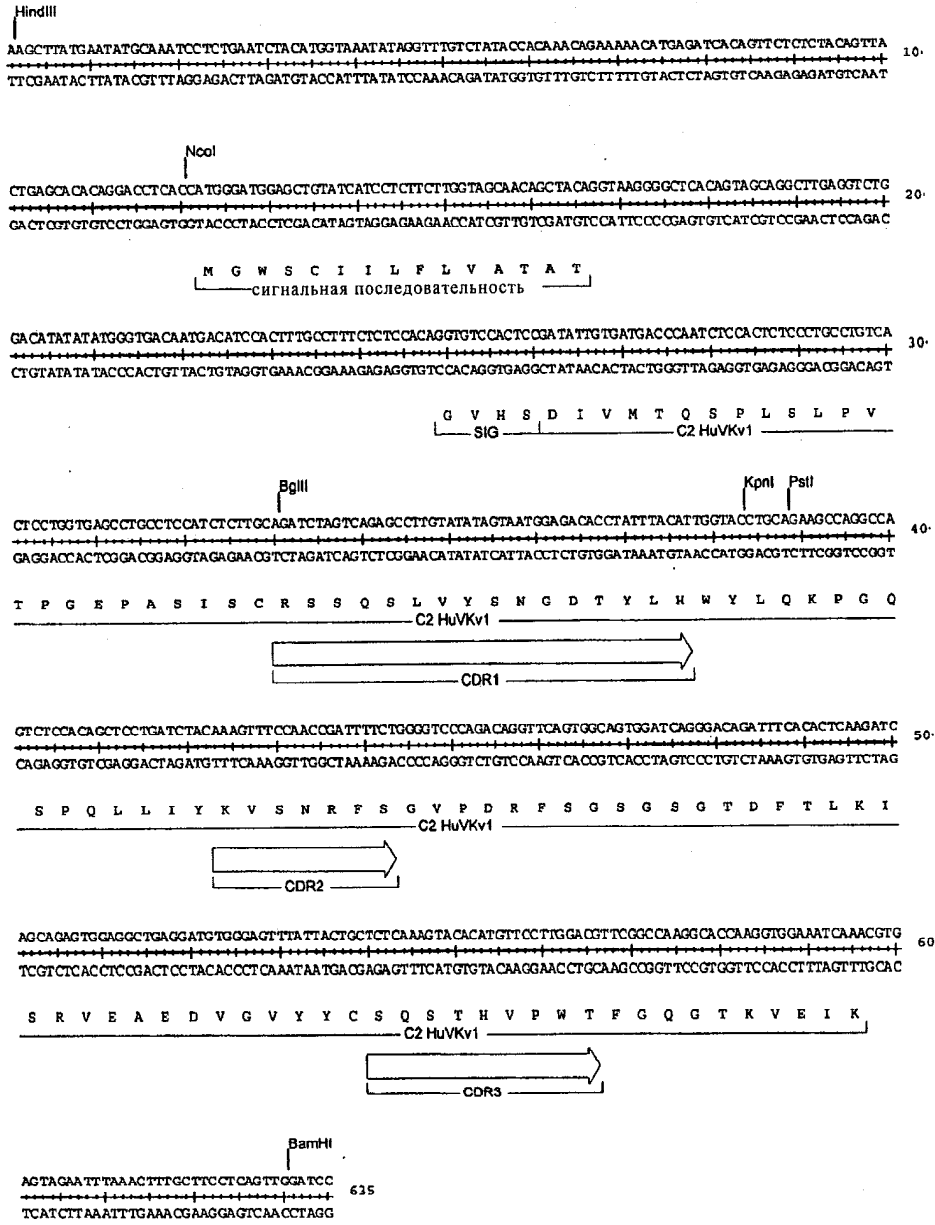 HindIII
AAGCTTATGAATATGCAAATCCTCTGAATCTACATGGTAAATATAGGTTTGTCTATACCACAAACAGAAAAACATGAGATCACAGTTCTCTCTACAGTTA
10·
TTCGAATACTTATACGTTTAGGAGACTTAGATGTACCATTTATATCCAAACAGATATGGTGTTTGTCTTTTTGTACTCTAGTGTCAAGAGAGATGTCAAT
NcoI
CTGAGCACACAGGACCTCACCATGGGATGGAGCTGTATCATCCTCTTCTTGGTAGCAACAGCTACAGGTAAGGGGCTCACAGTAGCAGGCTTGAGGTCTG
20·
GACTCGTGTGTCCTGGAGTGGTACCCTACCTCGACATAGTAGGAGAAGAACCATCGTTGTCGATGTCCATTCCCCGAGTGTCATCGTCCGAACTCCAGAC
M G W S C I I L F L V A T A T
сигнальная последовательность
GACATATATATGGGTGACAATGACATCCACTTTGCCTTTCTCTCCACAGGTGTCCACTCCGATATTGTGATGACCCAATCTCCACTCTCCCTGCCTGTCA
30·
CTGTATATATACCCACTGTTACTGTAGGTGAAACGGAAAGAGAGGTGTCCACAGGTGAGGCTATAACACTACTGGGTTAGAGGTGAGAGGGACGGACAGT
G V H S D I V M T Q S P L S L P V
SIG C2 HuVKv1
BglII KpnI PstI
CTCCTGGTGAGCCTGCCTCCATCTCTTGCAGATCTAGTCAGAGCCTTGTATATAGTAATGGAGACACCTATTTACATTGGTACCTGCAGAAGCCAGGCCA
40·
GAGGACCACTCGGACGGAGGTAGAGAACGTCTAGATCAGTCTCGGAACATATATCATTACCTCTGTGGATAAATGTAACCATGGACGTCTTCGGTCCGGT
T P G E P A S I S C R S S Q S L V Y S N G D T Y L H W Y L Q K P G Q
C2 HuVKv1
CDR1
GTCTCCACAGCTCCTGATCTACAAAGTTTCCAACCGATTTTCTGGGGTCCCAGACAGGTTCAGTGGCAGTGGATCAGGGACAGATTTCACACTCAAGATC
50·
CAGAGGTGTCGAGGACTAGATGTTTCAAAGGTTGGCTAAAAGACCCCAGGGTCTGTCCAAGTCACCGTCACCTAGTCCCTGTCTAAAGTGTGAGTTCTAG
S P Q L L I Y K V S N R F S G V P D R F S G S G S G T D F T L K I
C2 HuVKv1
CDR2
AGCAGAGTGGAGGCTGAGGATGTGGGAGTTTATTACTGCTCTCAAAGTACACATGTTCCTTGGACGTTCGGCCAAGGCACCAAGGTGGAAATCAAACGTG
60
TCGTCTCACCTCCGACTCCTACACCCTCAAATAATGACGAGAGTTTCATGTGTACAAGGAACCTGCAAGCCGGTTCCGTGGTTCCACCTTTAGTTTGCAC
S R V E A E D V G V Y Y C S Q S T H V P W T F G Q G T K V E I K
C2 HuVKv1
CDR3
BamHI
AGTAGAATTTAAACTTTGCTTCCTCAGTTGGATCC
635
TCATCTTAAATTTGAAACGAAGGAGTCAACCTAGG